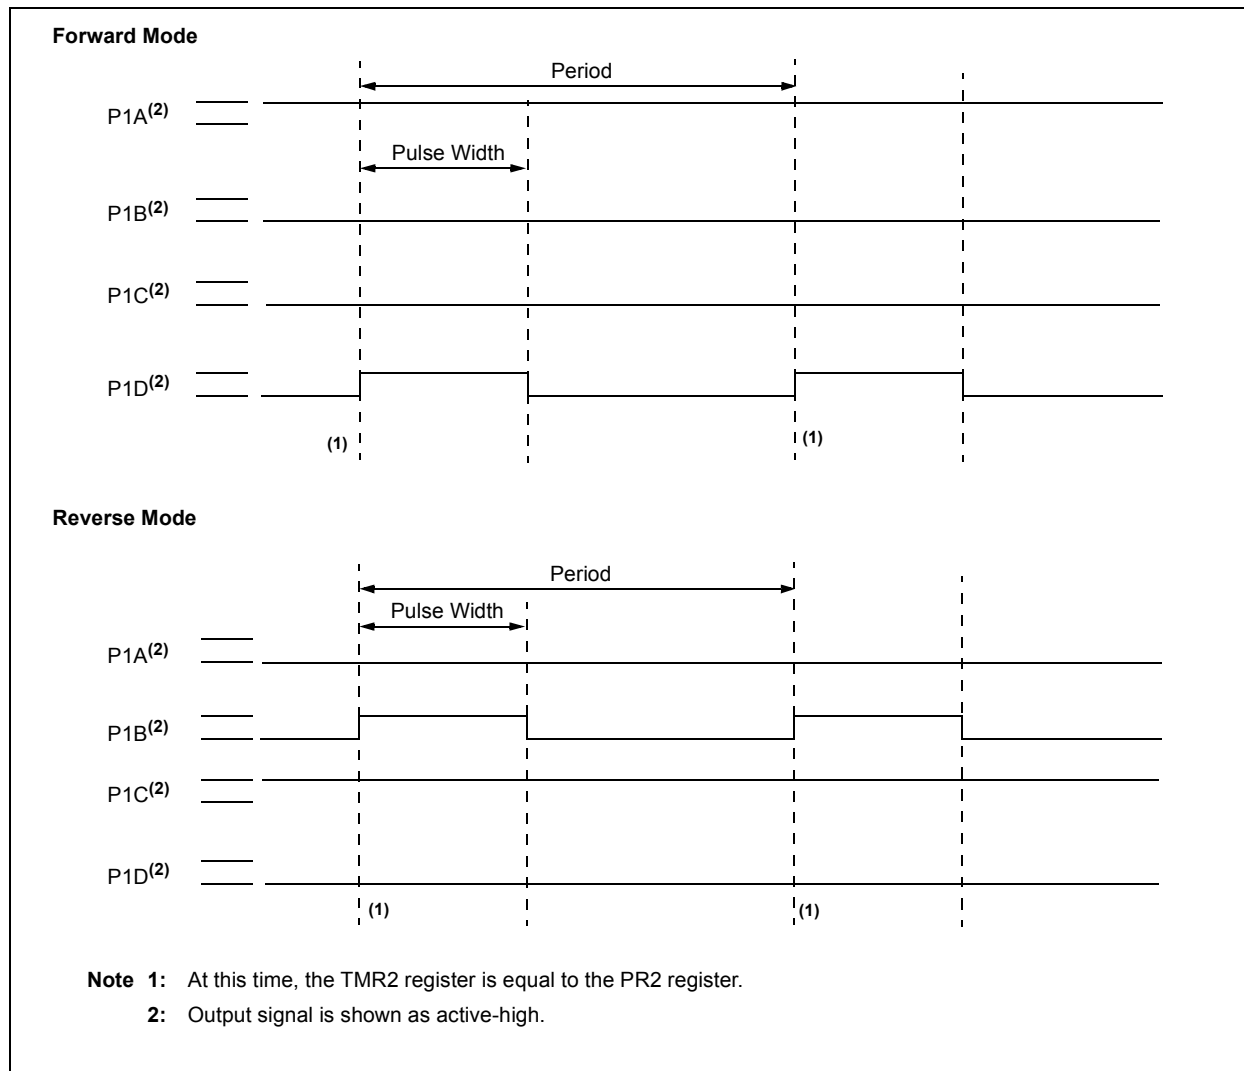 Forward Mode
Period
P1A(2)
Pulse Width
P1B(2)
P1C(2)
P1D(2)
(1) (1)
Reverse Mode
Period
Pulse Width
P1A(2)
P1B(2)
P1C(2)
P1D(2)
(1) (1)
Note 1: At this time, the TMR2 register is equal to the PR2 register.
2: Output signal is shown as active-high.